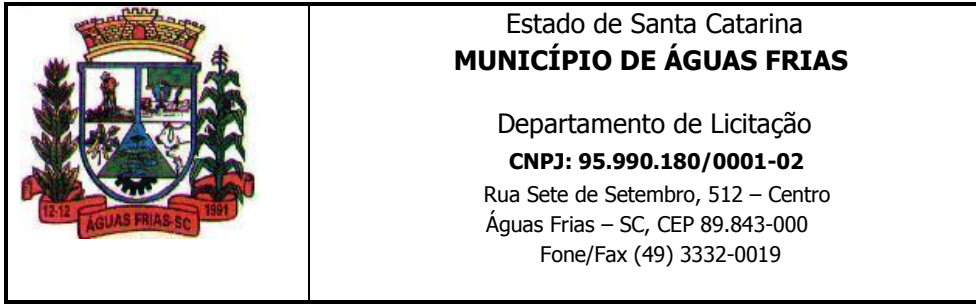 12-12
ÁGUAS FRIAS-SC
1991
Estado de Santa Catarina
MUNICÍPIO DE ÁGUAS FRIAS
Departamento de Licitação
CNPJ: 95.990.180/0001-02
Rua Sete de Setembro, 512 – Centro
Águas Frias – SC, CEP 89.843-000
Fone/Fax (49) 3332-0019